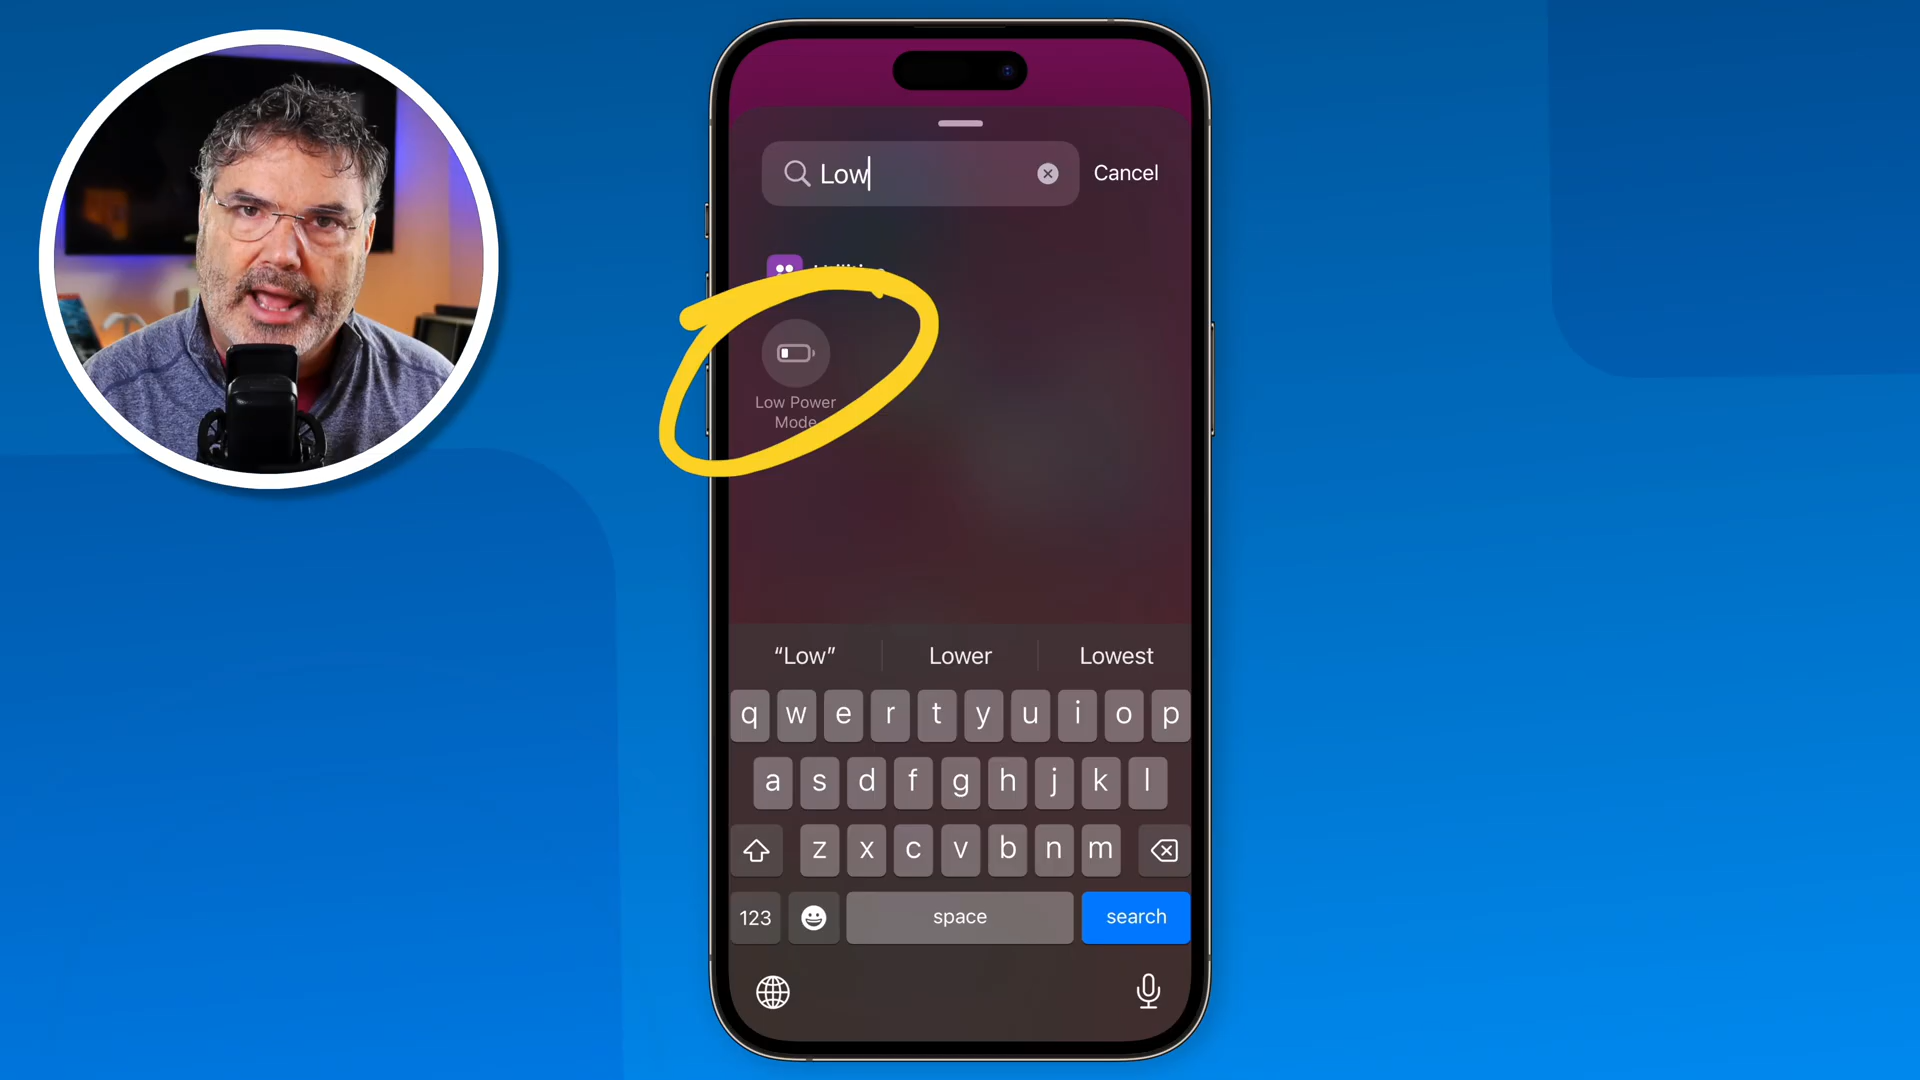 Low
Cancel
Low Power
Mode
“Low”
Lower
Lowest
q w e r t y u i o p
a s d f g h j k l
z x c v b n m
123
space
search